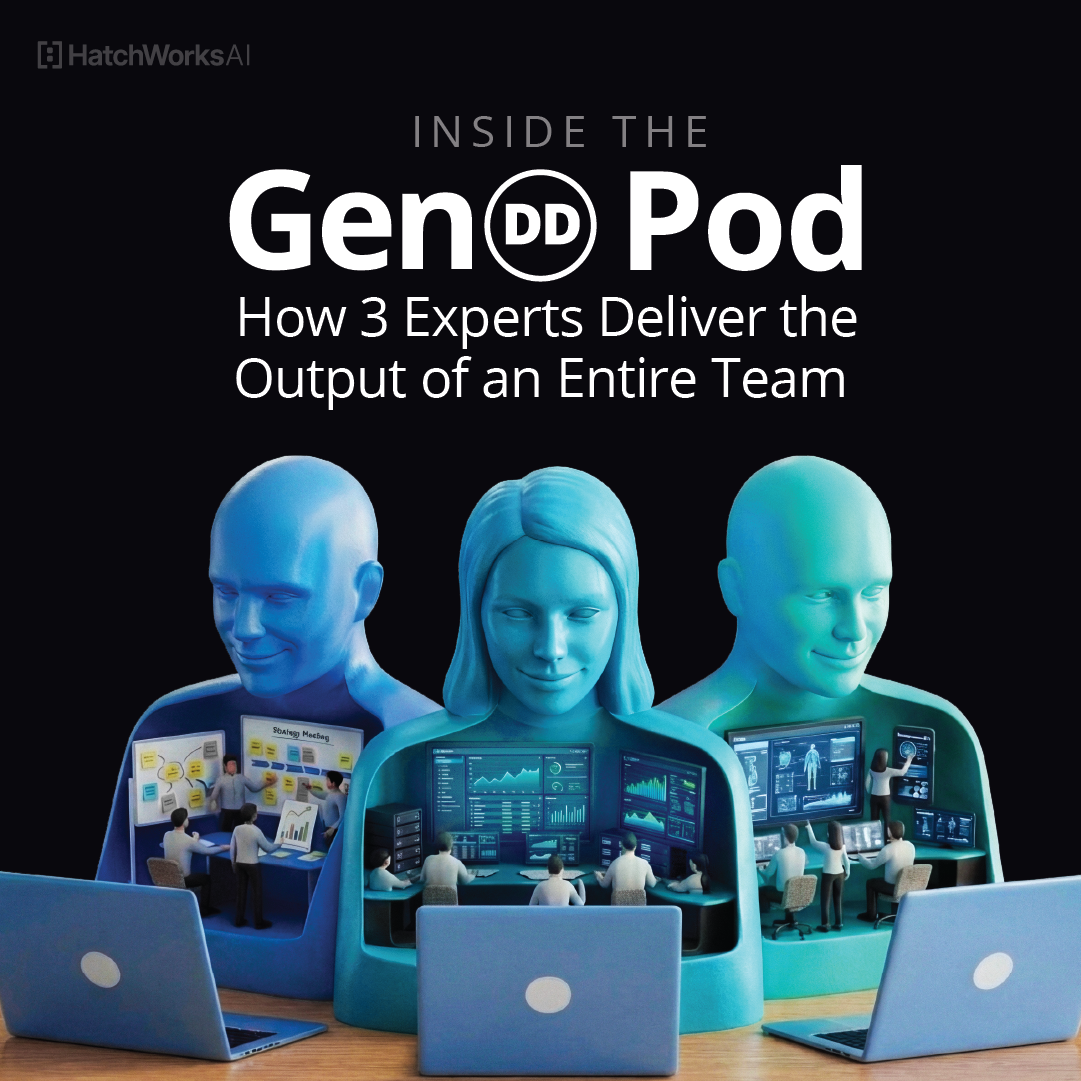 [:] HatchWorksAI
INSIDE THE
Gen DD Pod
How 3 Experts Deliver the
Output of an Entire Team
Strategy Meeting